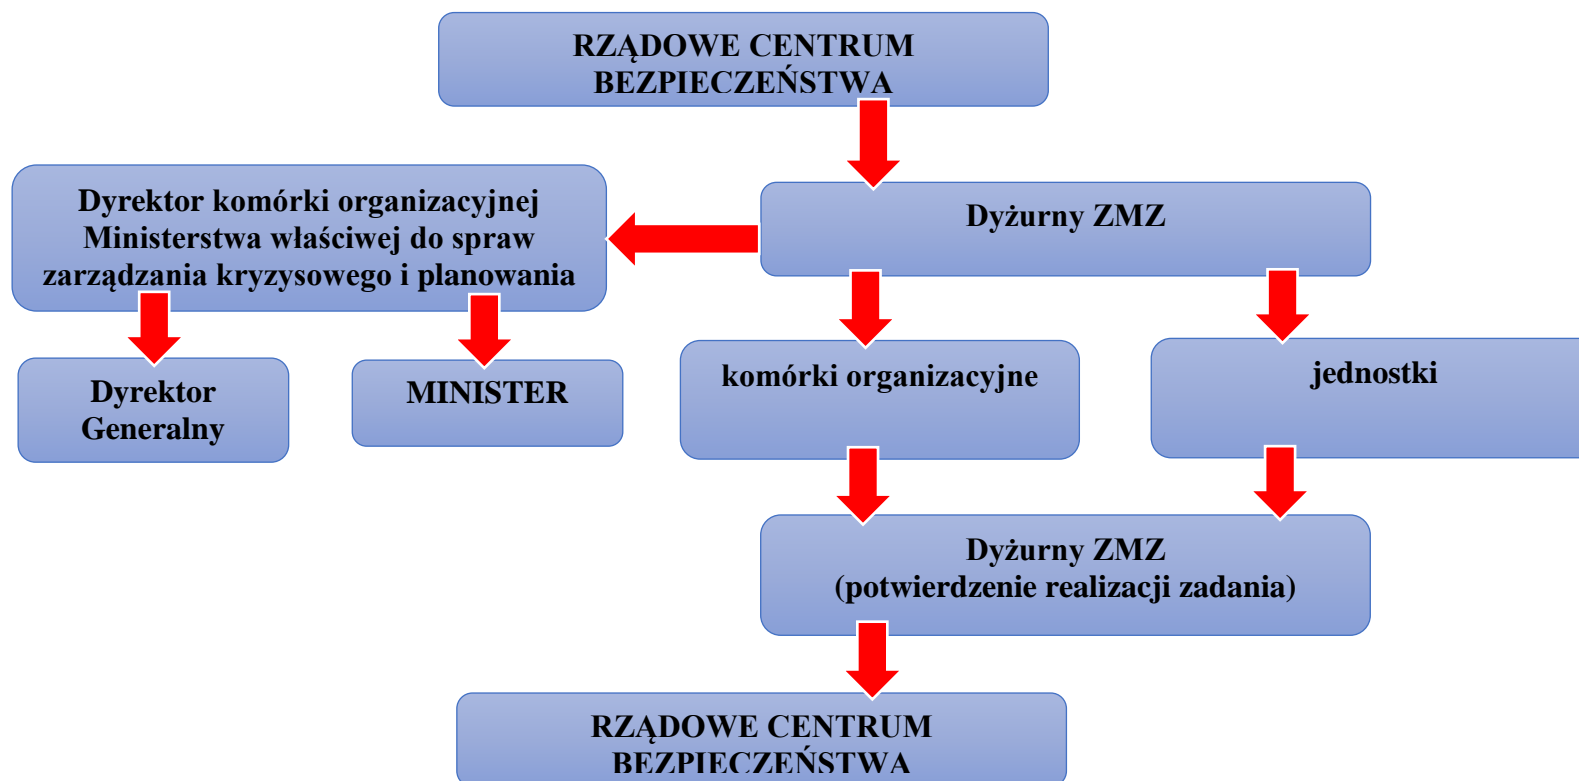 RZĄDOWE CENTRUM
BEZPIECZEŃSTWA
Dyrektor komórki organizacyjnej
Ministerstwa właściwej do spraw
zarządzania kryzysowego i planowania
Dyżurny ZMZ
Dyrektor
Generalny
MINISTER
komórki organizacyjne
jednostki
Dyżurny ZMZ
(potwierdzenie realizacji zadania)
RZĄDOWE CENTRUM
BEZPIECZEŃSTWA